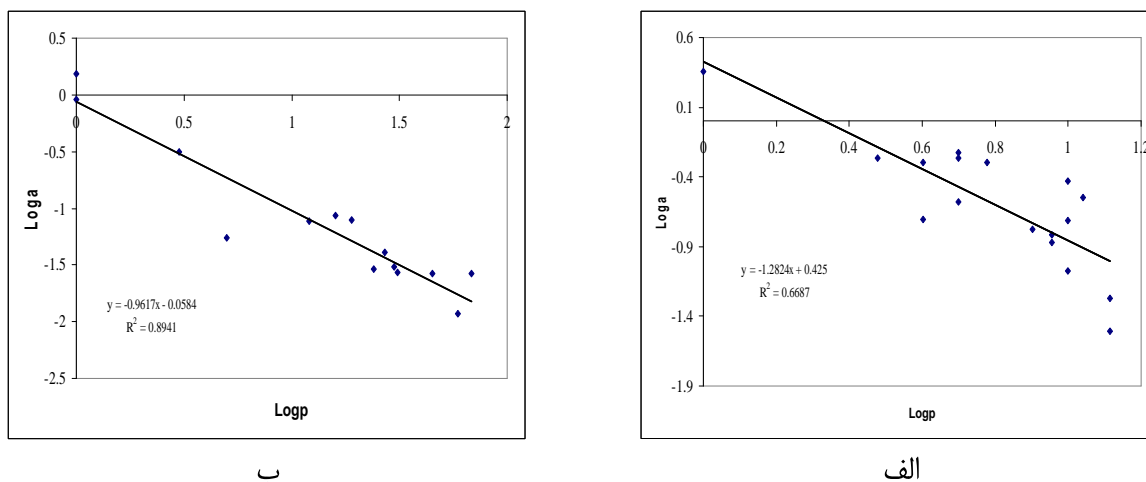 0.5
0
-0.5
-1
-1.5
-2
-2.5
0
0.5
1
1.5
2
Loga
y = -0.9617x - 0.0584
R² = 0.8941
Logp
ب
0.6
0.1
-0.4
-0.9
-1.4
-1.9
0
0.2
0.4
0.6
0.8
1
1.2
Loga
y = -1.2824x + 0.425
R² = 0.6687
Logp
الف